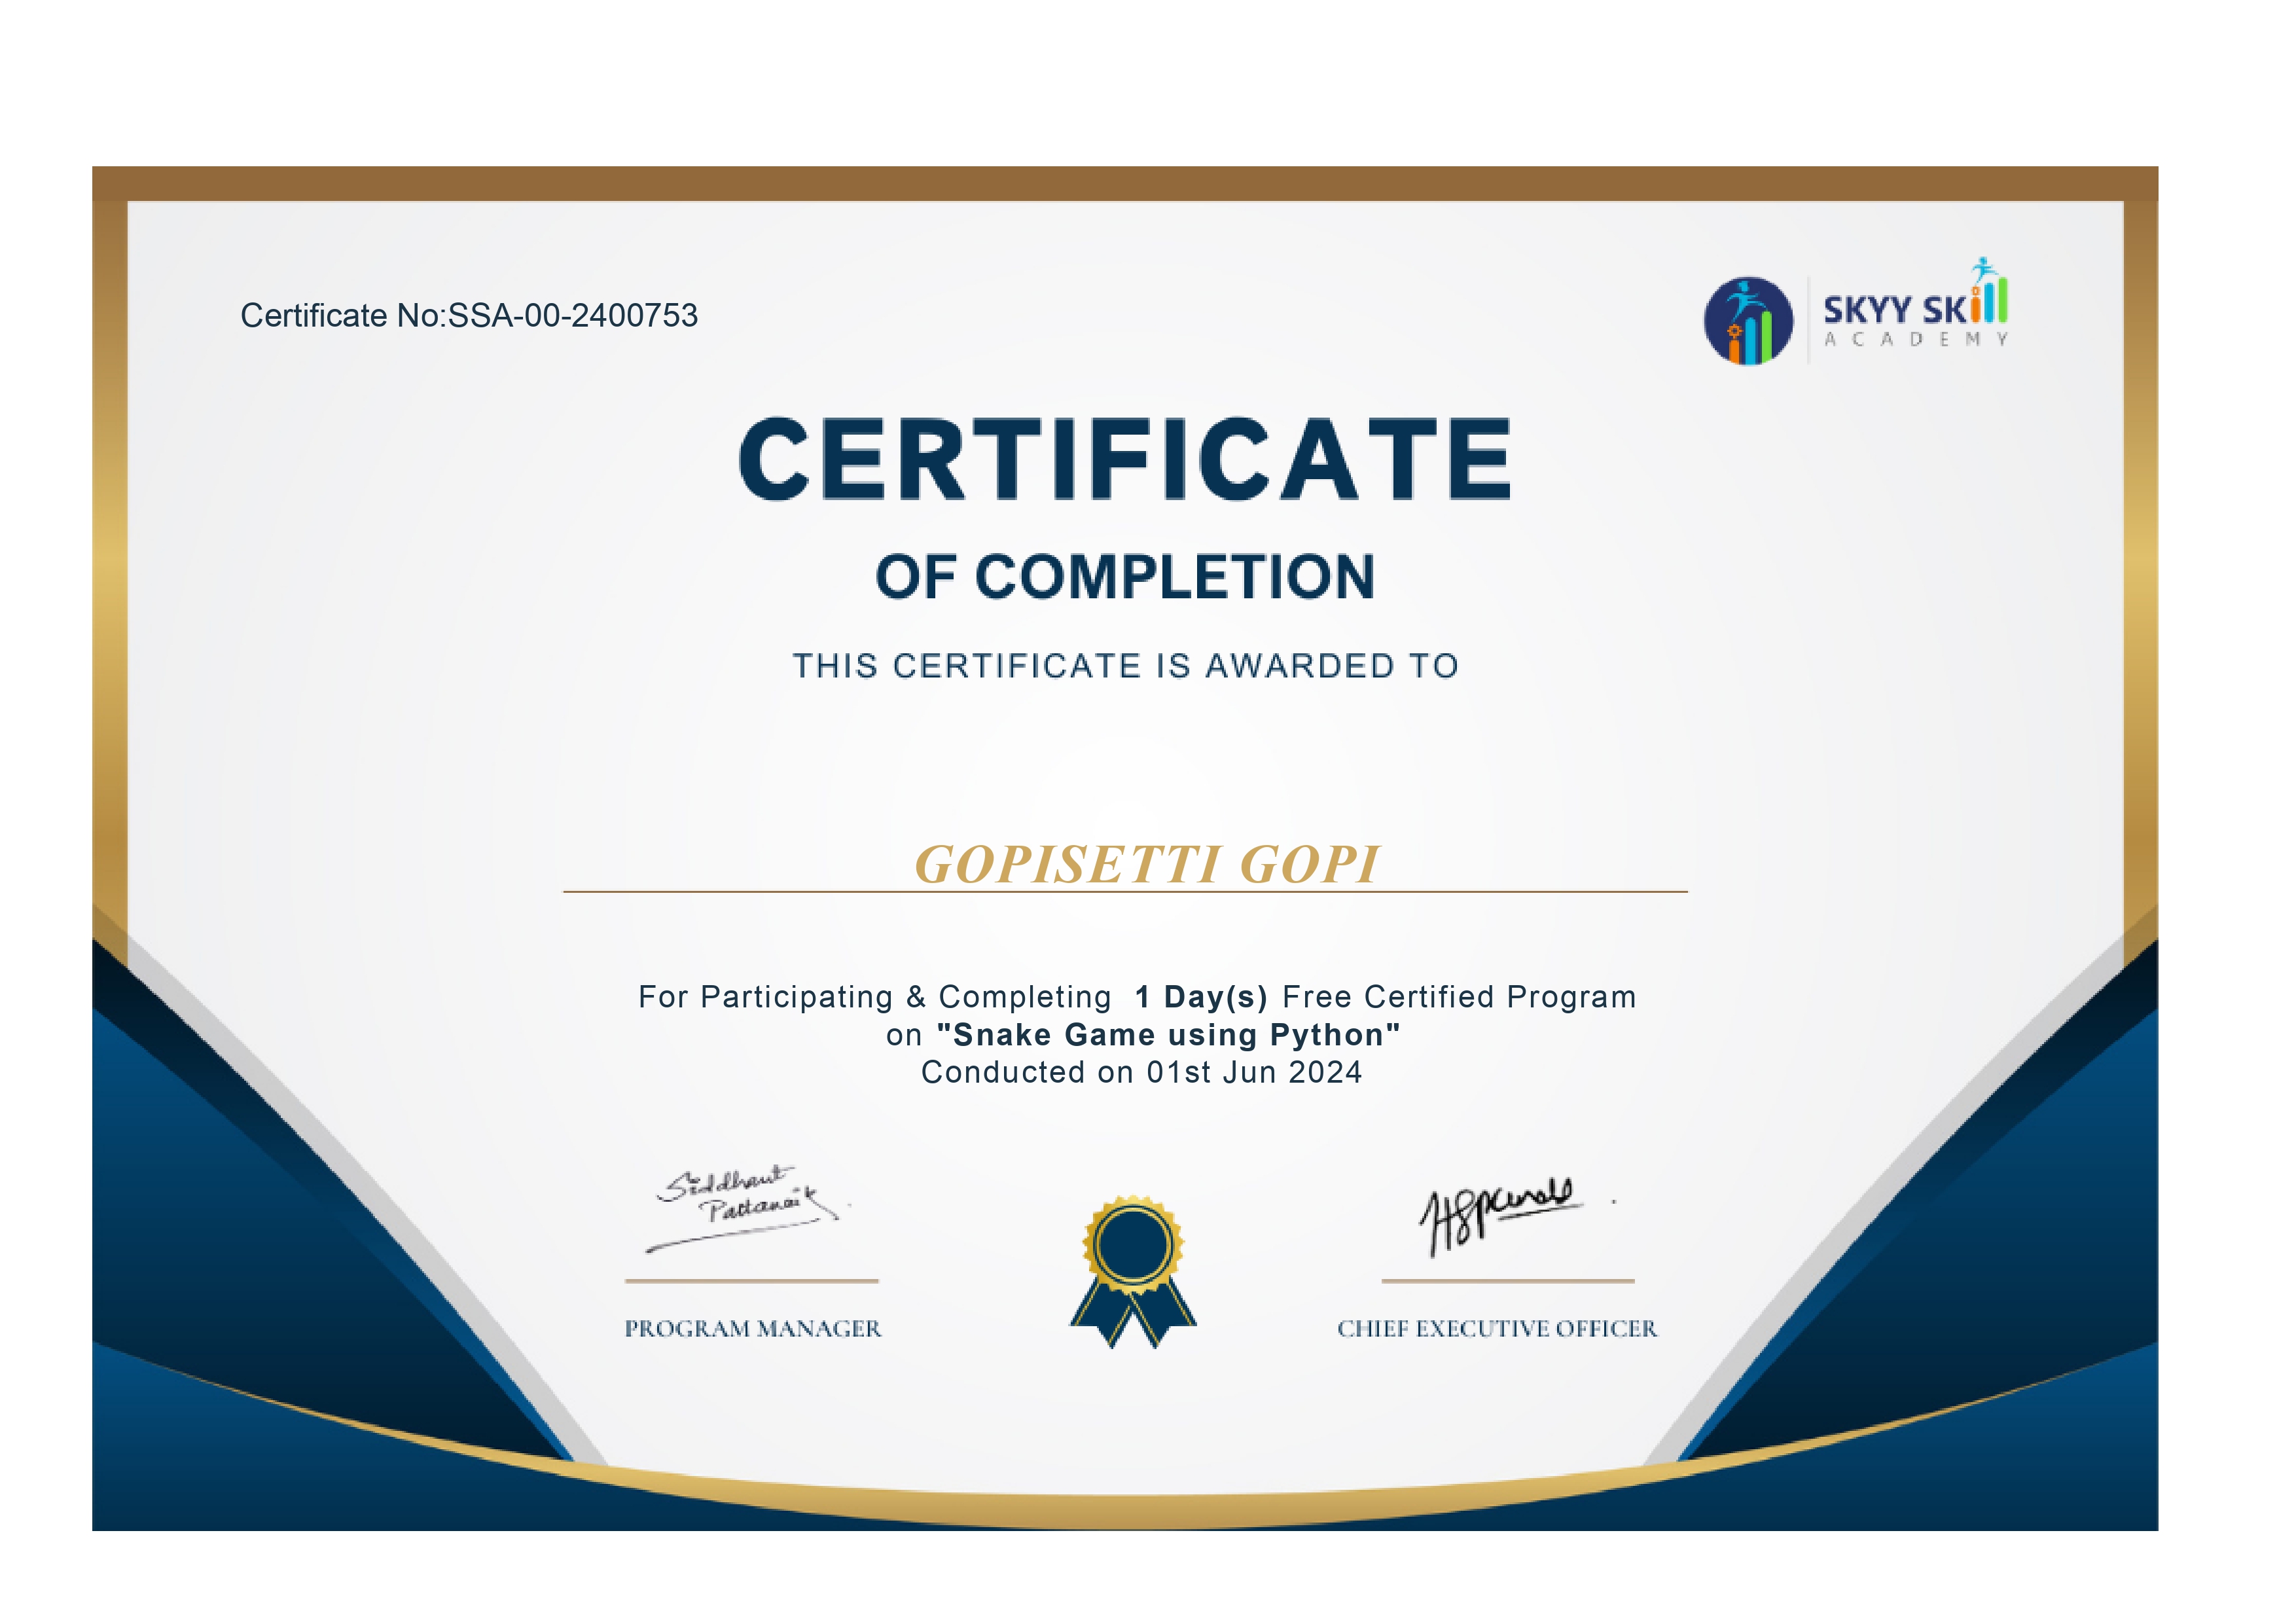 Certificate No:SSA-00-2400753
SKYY SKill
ACADEMY
CERTIFICATE
OF COMPLETION
THIS CERTIFICATE IS AWARDED TO
GOPISETTI GOPI
For Participating & Completing 1 Day(s) Free Certified Program
on "Snake Game using Python"
Conducted on 01st Jun 2024
Siddhant
Pattanaik
PROGRAM MANAGER
CHIEF EXECUTIVE OFFICER